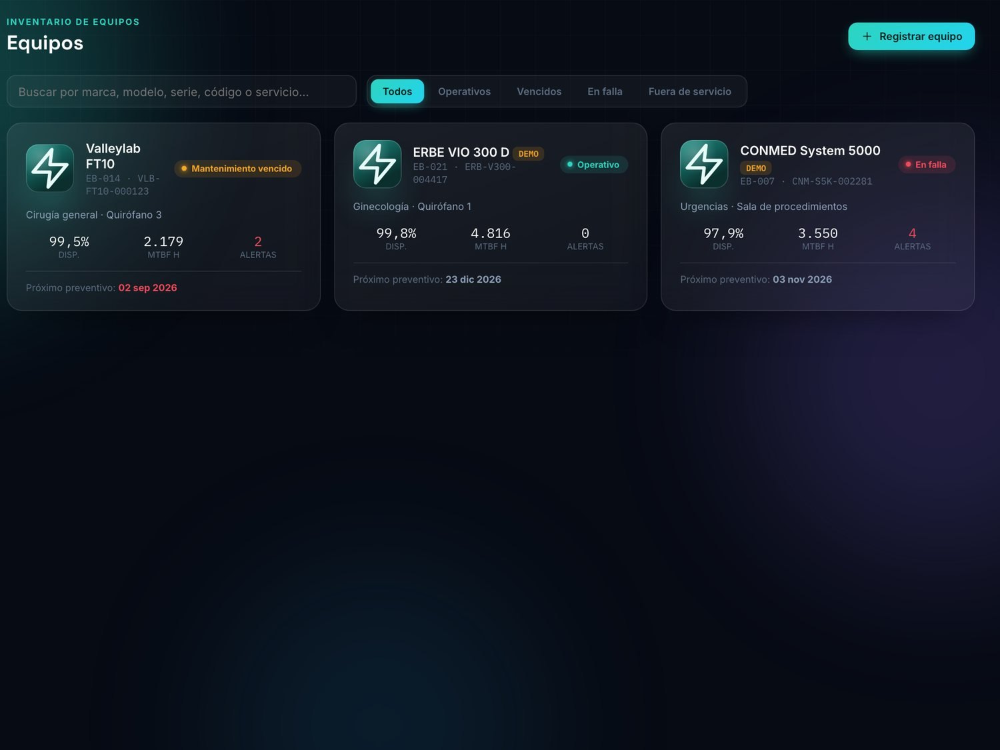 INVENTARIO DE EQUIPOS
Equipos
+ Registrar equipo
Buscar por marca, modelo, serie, código o servicio...
Todos
Operativos
Vencidos
En falla
Fuera de servicio
Valleylab
FT10
EB-014 · VLB-
FT10-000123
Mantenimiento vencido
Cirugía general · Quirófano 3
99,5%
2.179
2
DISP.
MTBF H
ALERTAS
Próximo preventivo: 02 sep 2026
ERBE VIO 300 D DEMO
EB-021 · ERB-V300-
004417
Operativo
Ginecología · Quirófano 1
99,8%
4.816
0
DISP.
MTBF H
ALERTAS
Próximo preventivo: 23 dic 2026
CONMED System 5000
DEMO
EB-007 · CNM-S5K-002281
En falla
Urgencias · Sala de procedimientos
97,9%
3.550
4
DISP.
MTBF H
ALERTAS
Próximo preventivo: 03 nov 2026